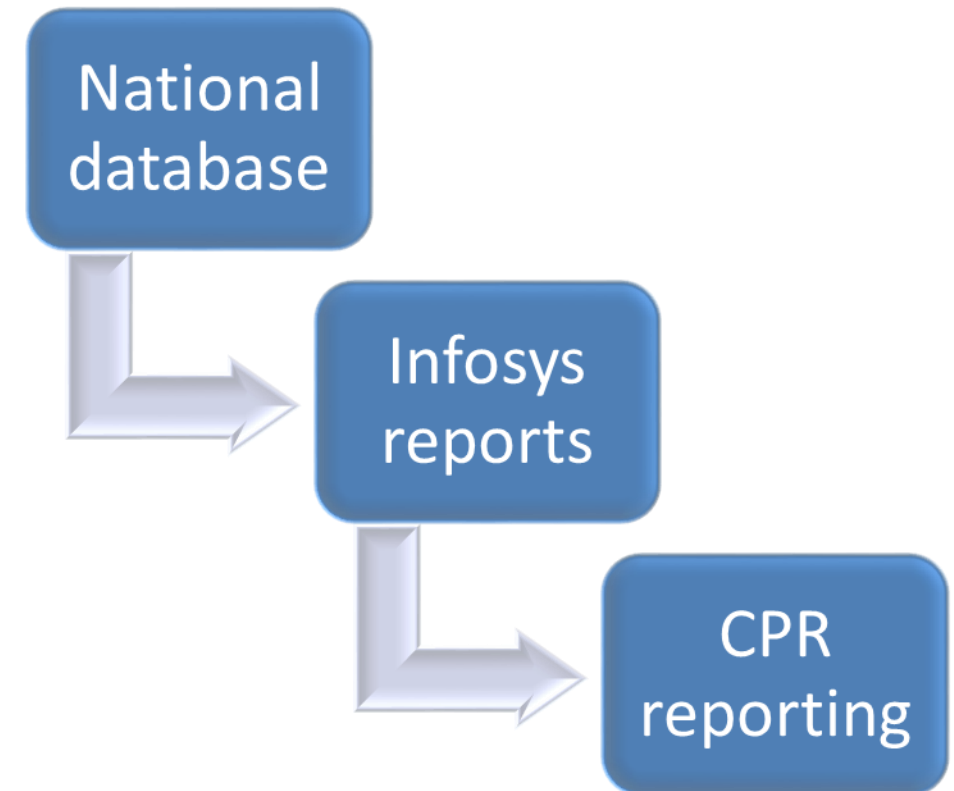 National
database
Infosys
reports
CPR
reporting